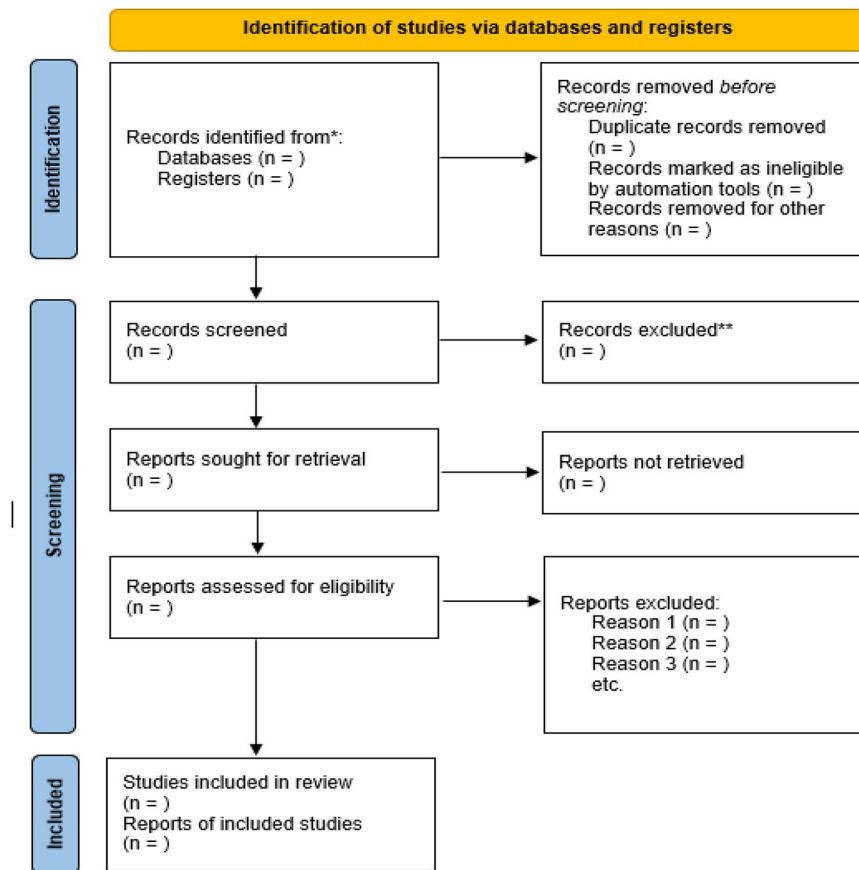 Identification of studies via databases and registers
Identification
Records identified from*:
Databases (n = )
Registers (n = )
Records removed before
screening:
Duplicate records removed
(n = )
Records marked as ineligible
by automation tools (n = )
Records removed for other
reasons (n = )
Screening
Records screened
(n = )
Records excluded**
(n = )
Reports sought for retrieval
(n = )
Reports not retrieved
(n = )
Reports assessed for eligibility
(n = )
Reports excluded:
Reason 1 (n = )
Reason 2 (n = )
Reason 3 (n = )
etc.
Included
Studies included in review
(n = )
Reports of included studies
(n = )